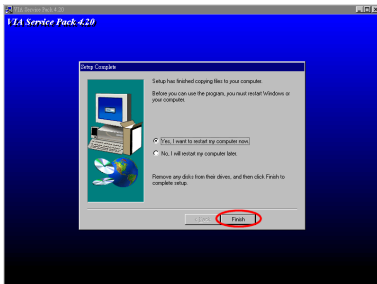 VIA Service Pack 4.20
VIA Service Pack 4.20
Setup Complete
Setup has finished copying files to your computer.
Before you can use the program, you must restart Windows or
your computer.
Yes, I want to restart my computer now.
No, I will restart my computer later.
Remove any disks from their drives, and then click Finish to
complete setup.
< Back
Finish